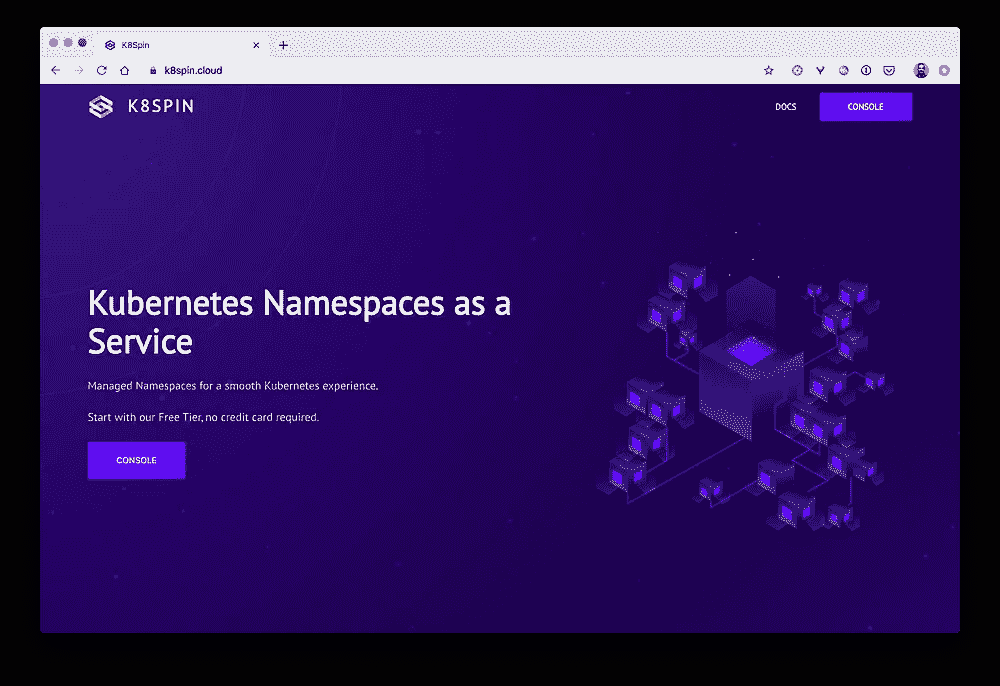 K8Spin
k8spin.cloud
K8SPIN
DOCS
CONSOLE
Kubernetes Namespaces as a
Service
Managed Namespaces for a smooth Kubernetes experience.
Start with our Free Tier, no credit card required.
CONSOLE